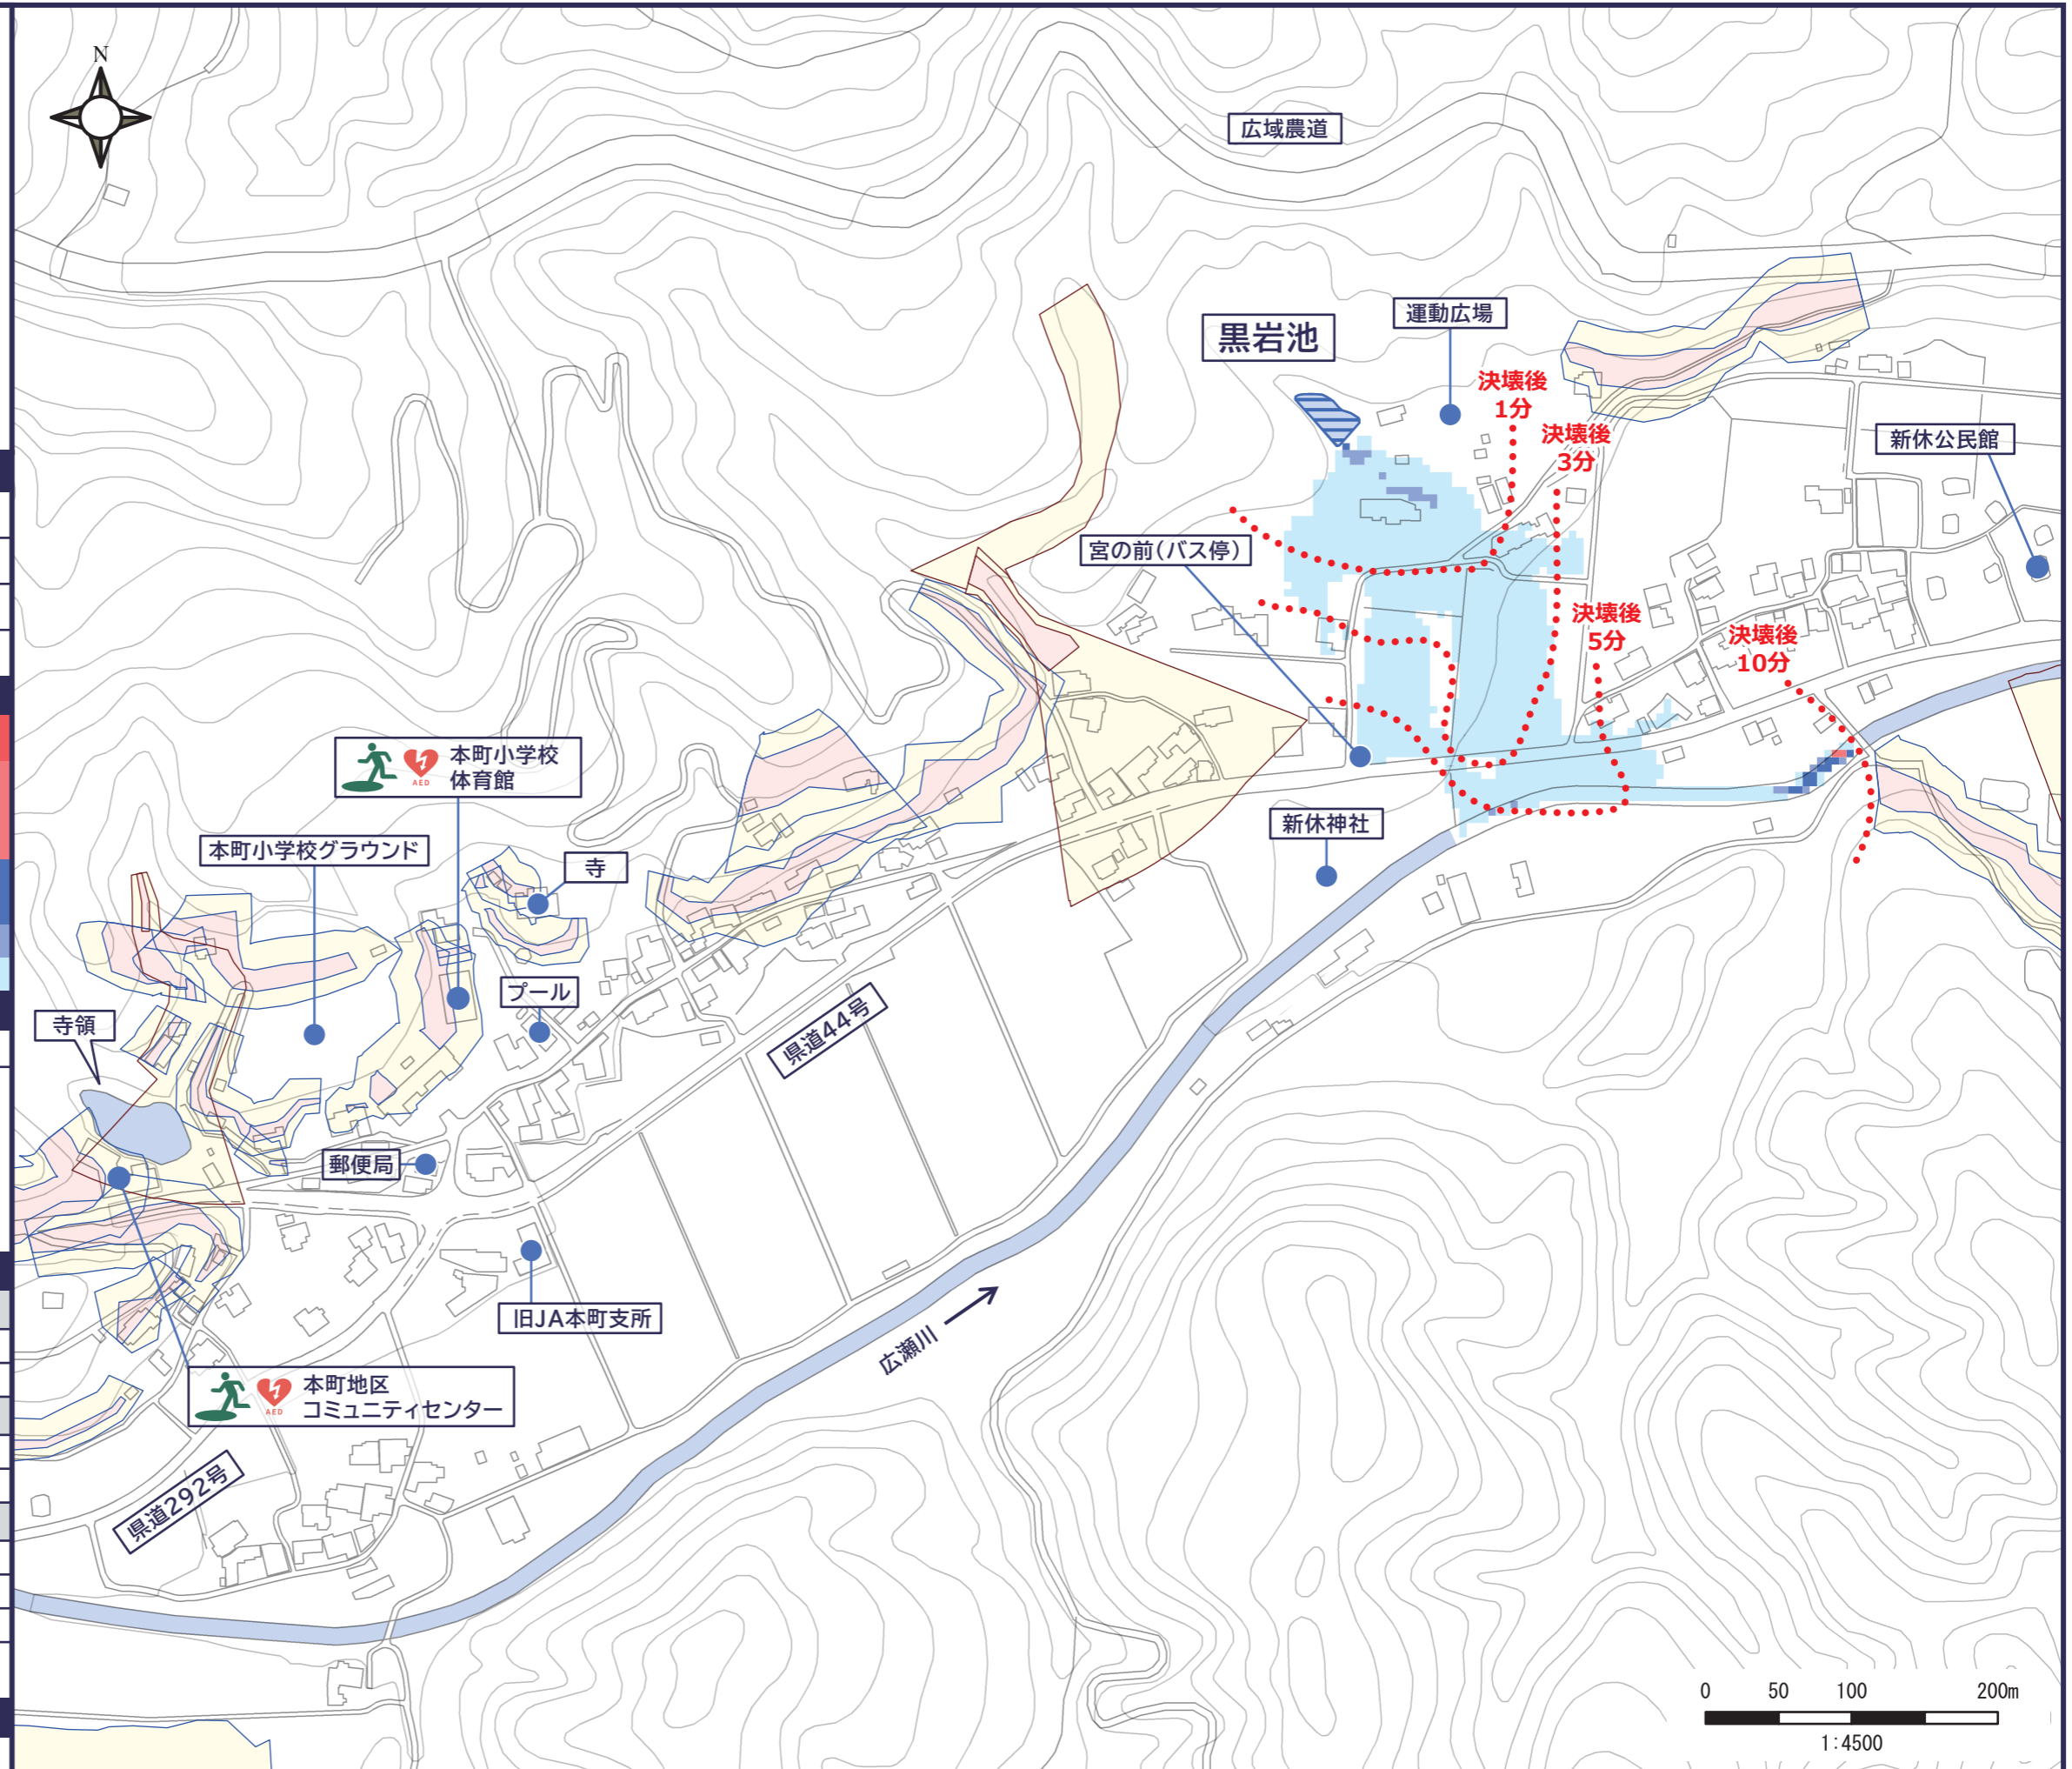 N
広域農道
運動広場
黒岩池
決壊後
1分
決壊後
3分
新休公民館
宮の前(バス停)
決壊後
5分
決壊後
10分
AED
本町小学校
体育館
新休神社
本町小学校グラウンド
寺
プール
寺領
県道44号
郵便局
旧JA本町支所
広瀬川
AED
本町地区
コミュニティセンター
県道292号
0 50 100 200m
1:4500